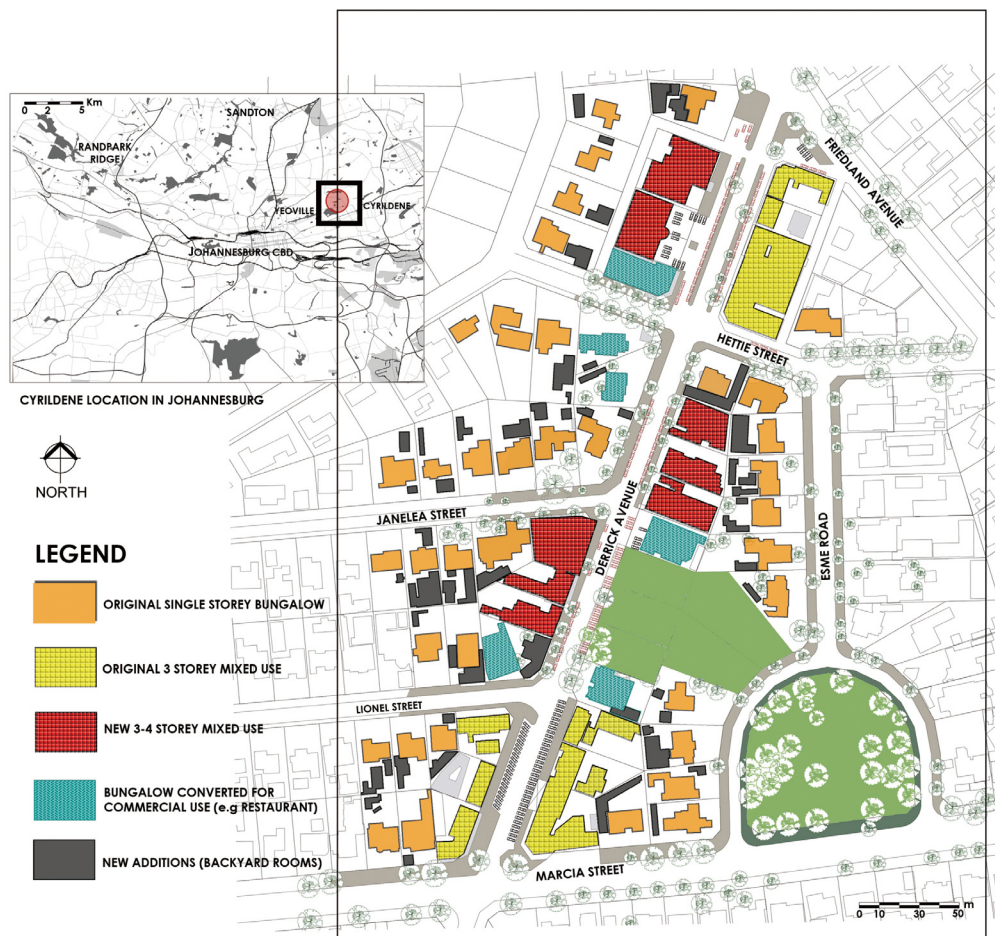 0 2 5 Km
SANDTON
RANDPARK
RIDGE
YEOVILLE
CYRILDENE
JOHANNESBURG CBD
CYRILDENE LOCATION IN JOHANNESBURG
NORTH
FRIEDLAND AVENUE
HETTIE STREET
JANELEA STREET
DERRICK AVENUE
ESME ROAD
LIONEL STREET
MARCIA STREET
LEGEND
ORIGINAL SINGLE STOREY BUNGALOW
ORIGINAL 3 STOREY MIXED USE
NEW 3-4 STOREY MIXED USE
BUNGALOW CONVERTED FOR
COMMERCIAL USE (e.g RESTAURANT)
NEW ADDITIONS (BACKYARD ROOMS)
0 10 30 50 m